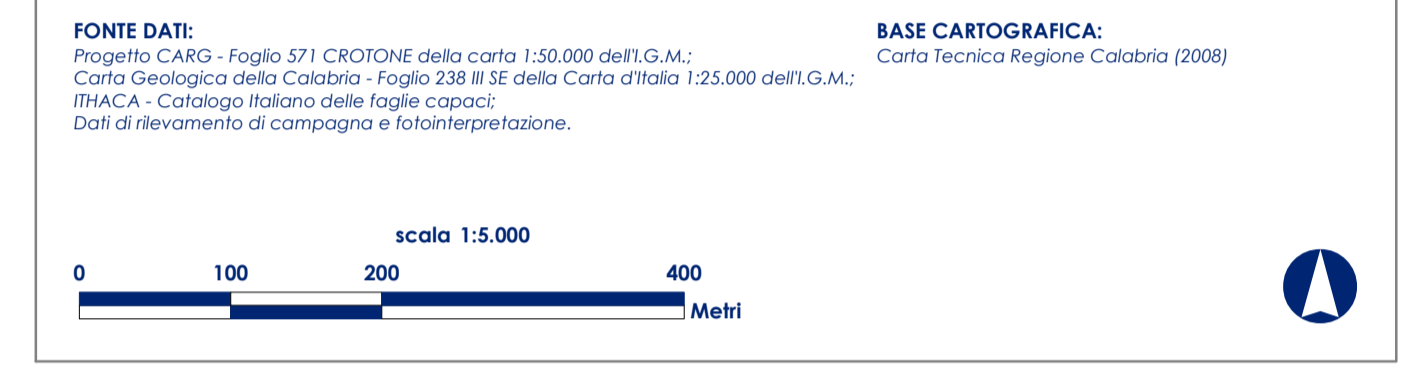 FONTE DATI:
Progetto CARG - Foglio 571 CROTONE della carta 1:50.000 dell'I.G.M.;
Carta Geologica della Calabria - Foglio 238 III SE della Carta d'Italia 1:25.000 dell'I.G.M.;
ITHACA - Catalogo Italiano delle faglie capaci;
Dati di rilevamento di campagna e fotointerpretazione.
BASE CARTOGRAFICA:
Carta Tecnica Regione Calabria (2008)
scala 1:5.000
0 100 200 400
Metri